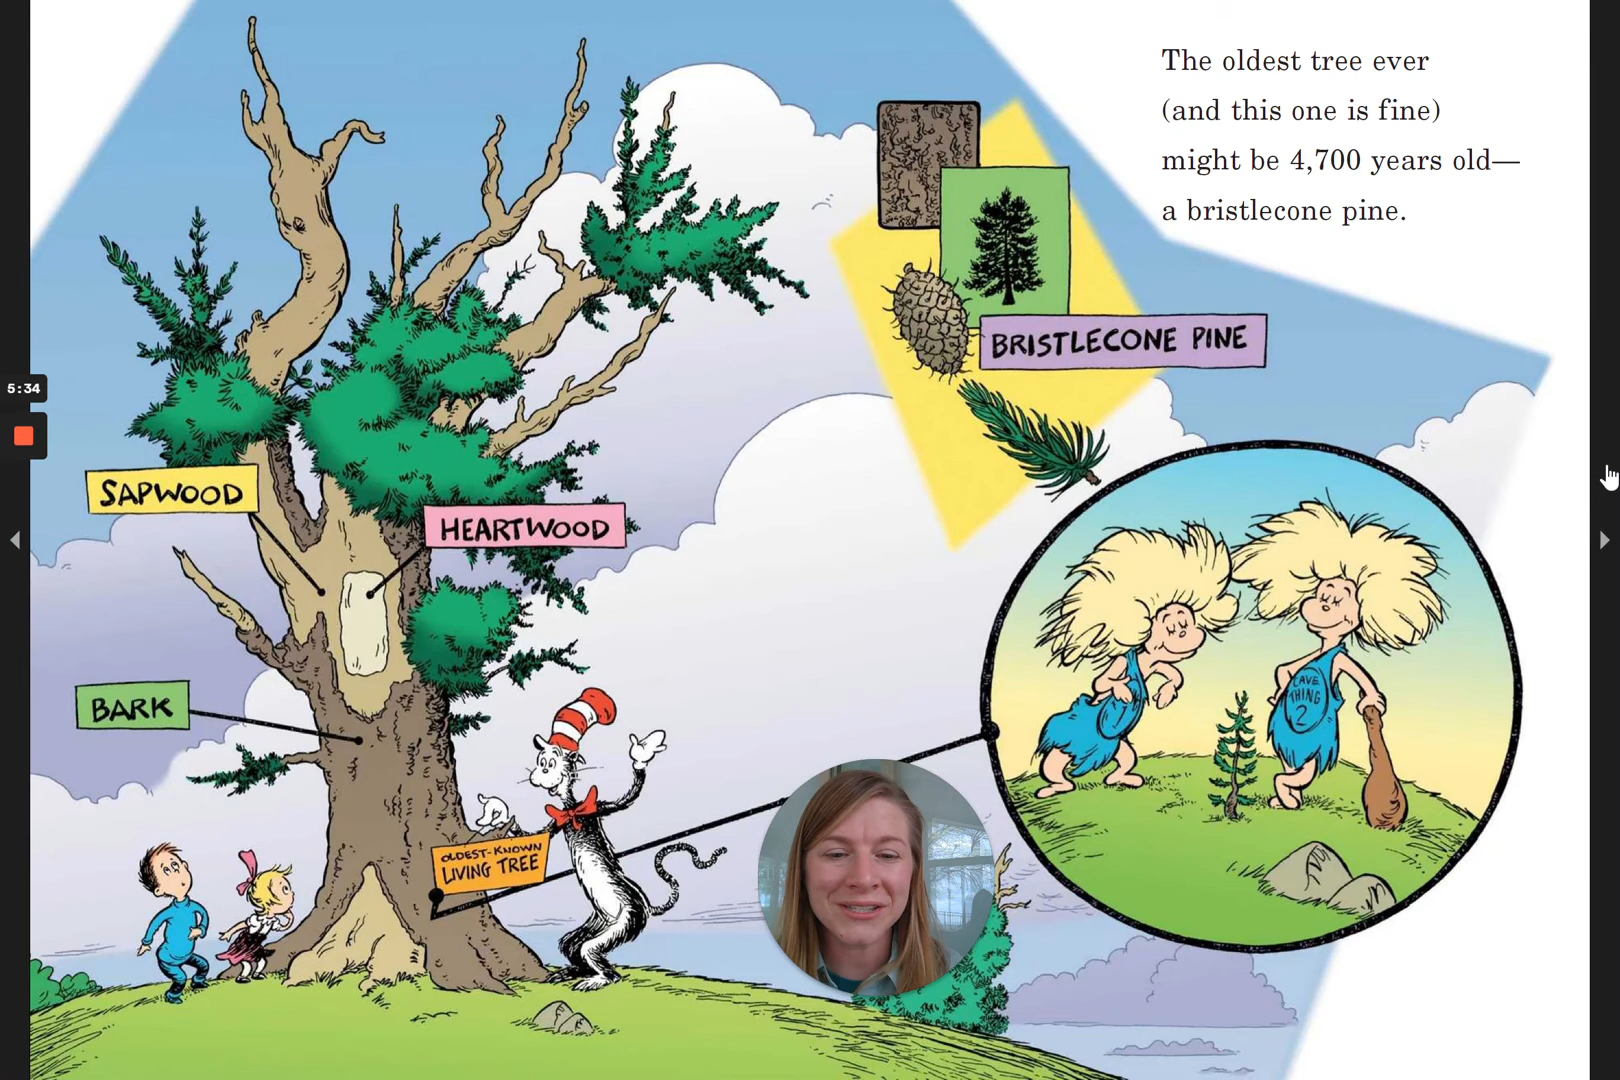 The oldest tree ever
(and this one is fine)
might be 4,700 years old—
a bristlecone pine.
BRISTLECONE PINE
5:34
SAPWOOD
HEARTWOOD
BARK
CAVE
THING
2
OLDEST-KNOWN
LIVING TREE